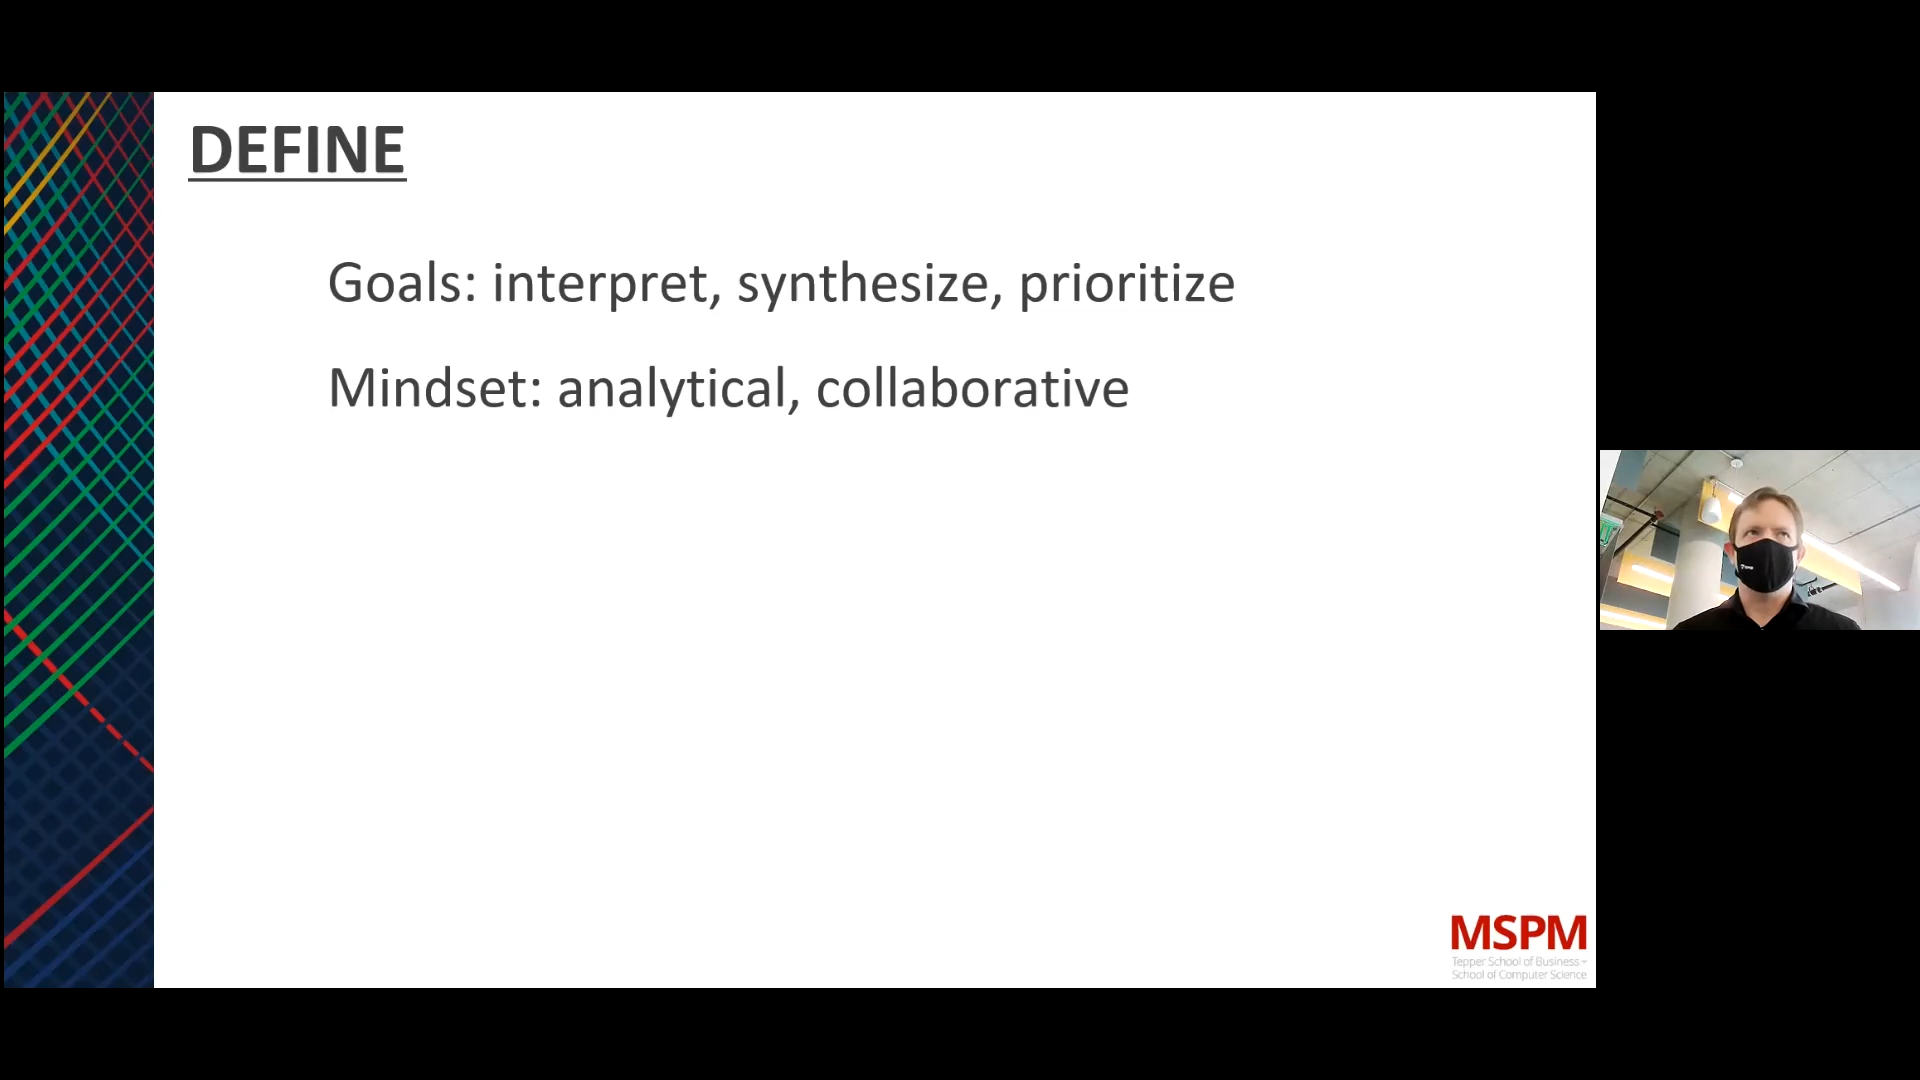 DEFINE
Goals: interpret, synthesize, prioritize
Mindset: analytical, collaborative
MSPM
Tepper School of Business +
School of Computer Science